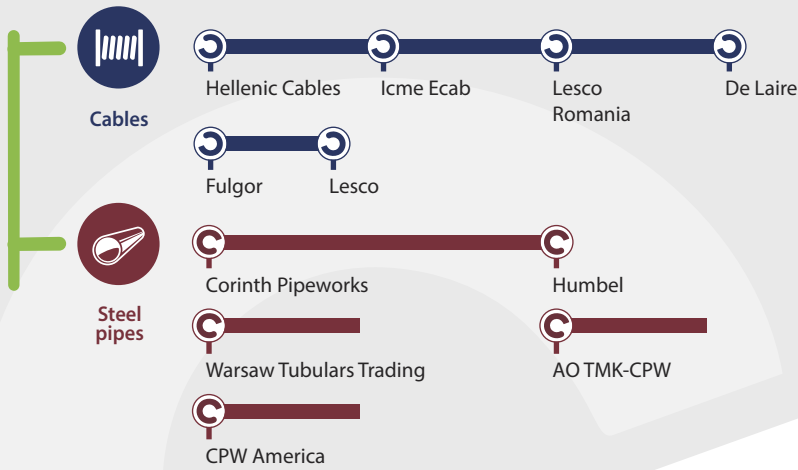 Cables
Hellenic Cables
Icme Ecab
Lesco
Romania
De Laire
Fulgor
Lesco
Steel
pipes
Corinth Pipeworks
Humbel
Warsaw Tubulars Trading
AO TMK-CPW
CPW America